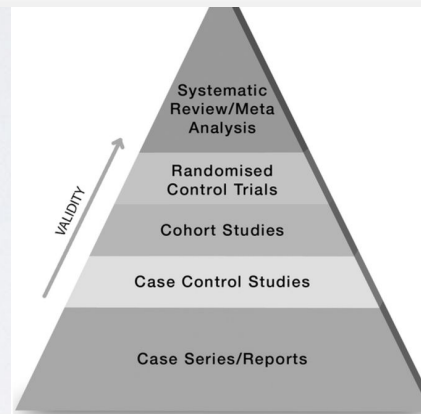 Systematic
Review/Meta
Analysis
Randomised
Control Trials
Cohort Studies
Case Control Studies
Case Series/Reports
VALIDITY